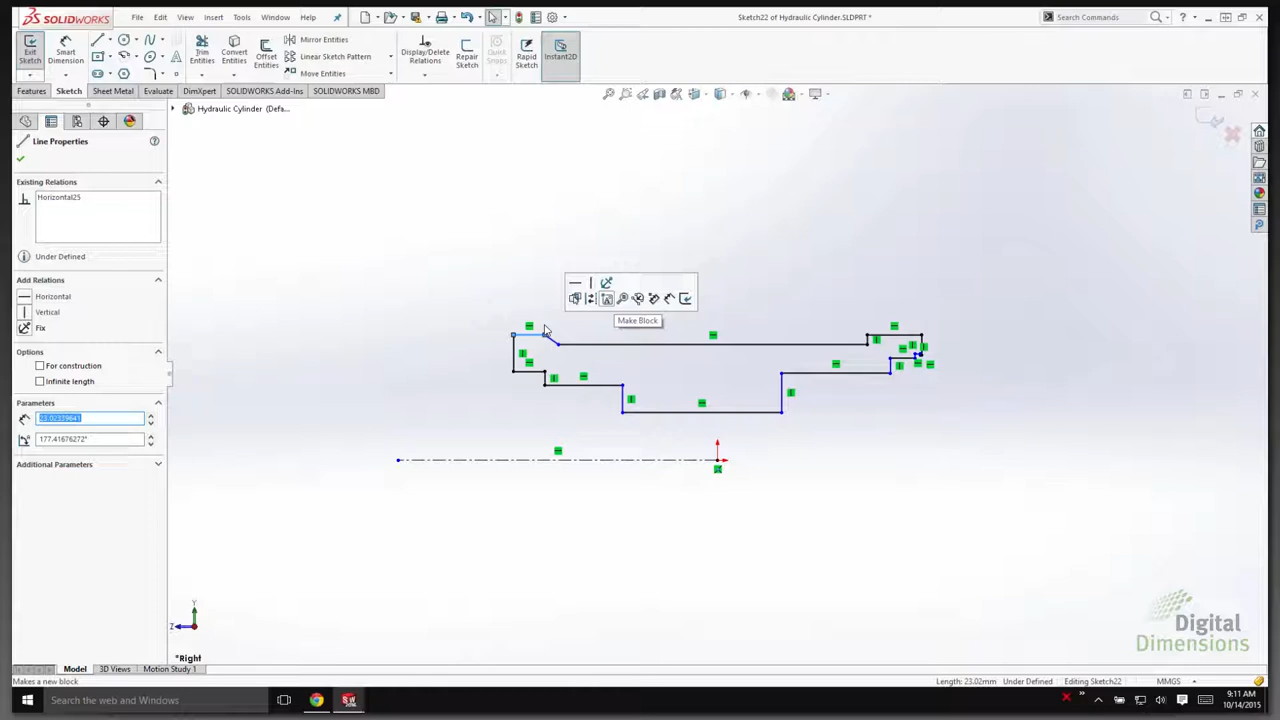 SOLIDWORKS
File Edit View Insert Tools Window Help
Sketch22 of Hydraulic Cylinder.SLDPRT *
Search Commands
Exit Sketch
Smart Dimension
Trim Entities
Convert Entities
Offset Entities
Mirror Entities
Linear Sketch Pattern
Move Entities
Display/Delete Relations
Repair Sketch
Quick Snaps
Rapid Sketch
Instant2D
Features Sketch Sheet Metal Evaluate DimXpert SOLIDWORKS Add-Ins SOLIDWORKS MBD
Hydraulic Cylinder (Defa...
Line Properties
Existing Relations
Horizontal25
Under Defined
Add Relations
Horizontal
Vertical
Fix
Options
For construction
Infinite length
Parameters
23.02339641
177.41676272°
Additional Parameters
Make Block
Y
Z
*Right
Digital
Dimensions
Model 3D Views Motion Study 1
Makes a new block
Length: 23.02mm Under Defined Editing Sketch22 MMGS
Search the web and Windows
9:11 AM
10/14/2015